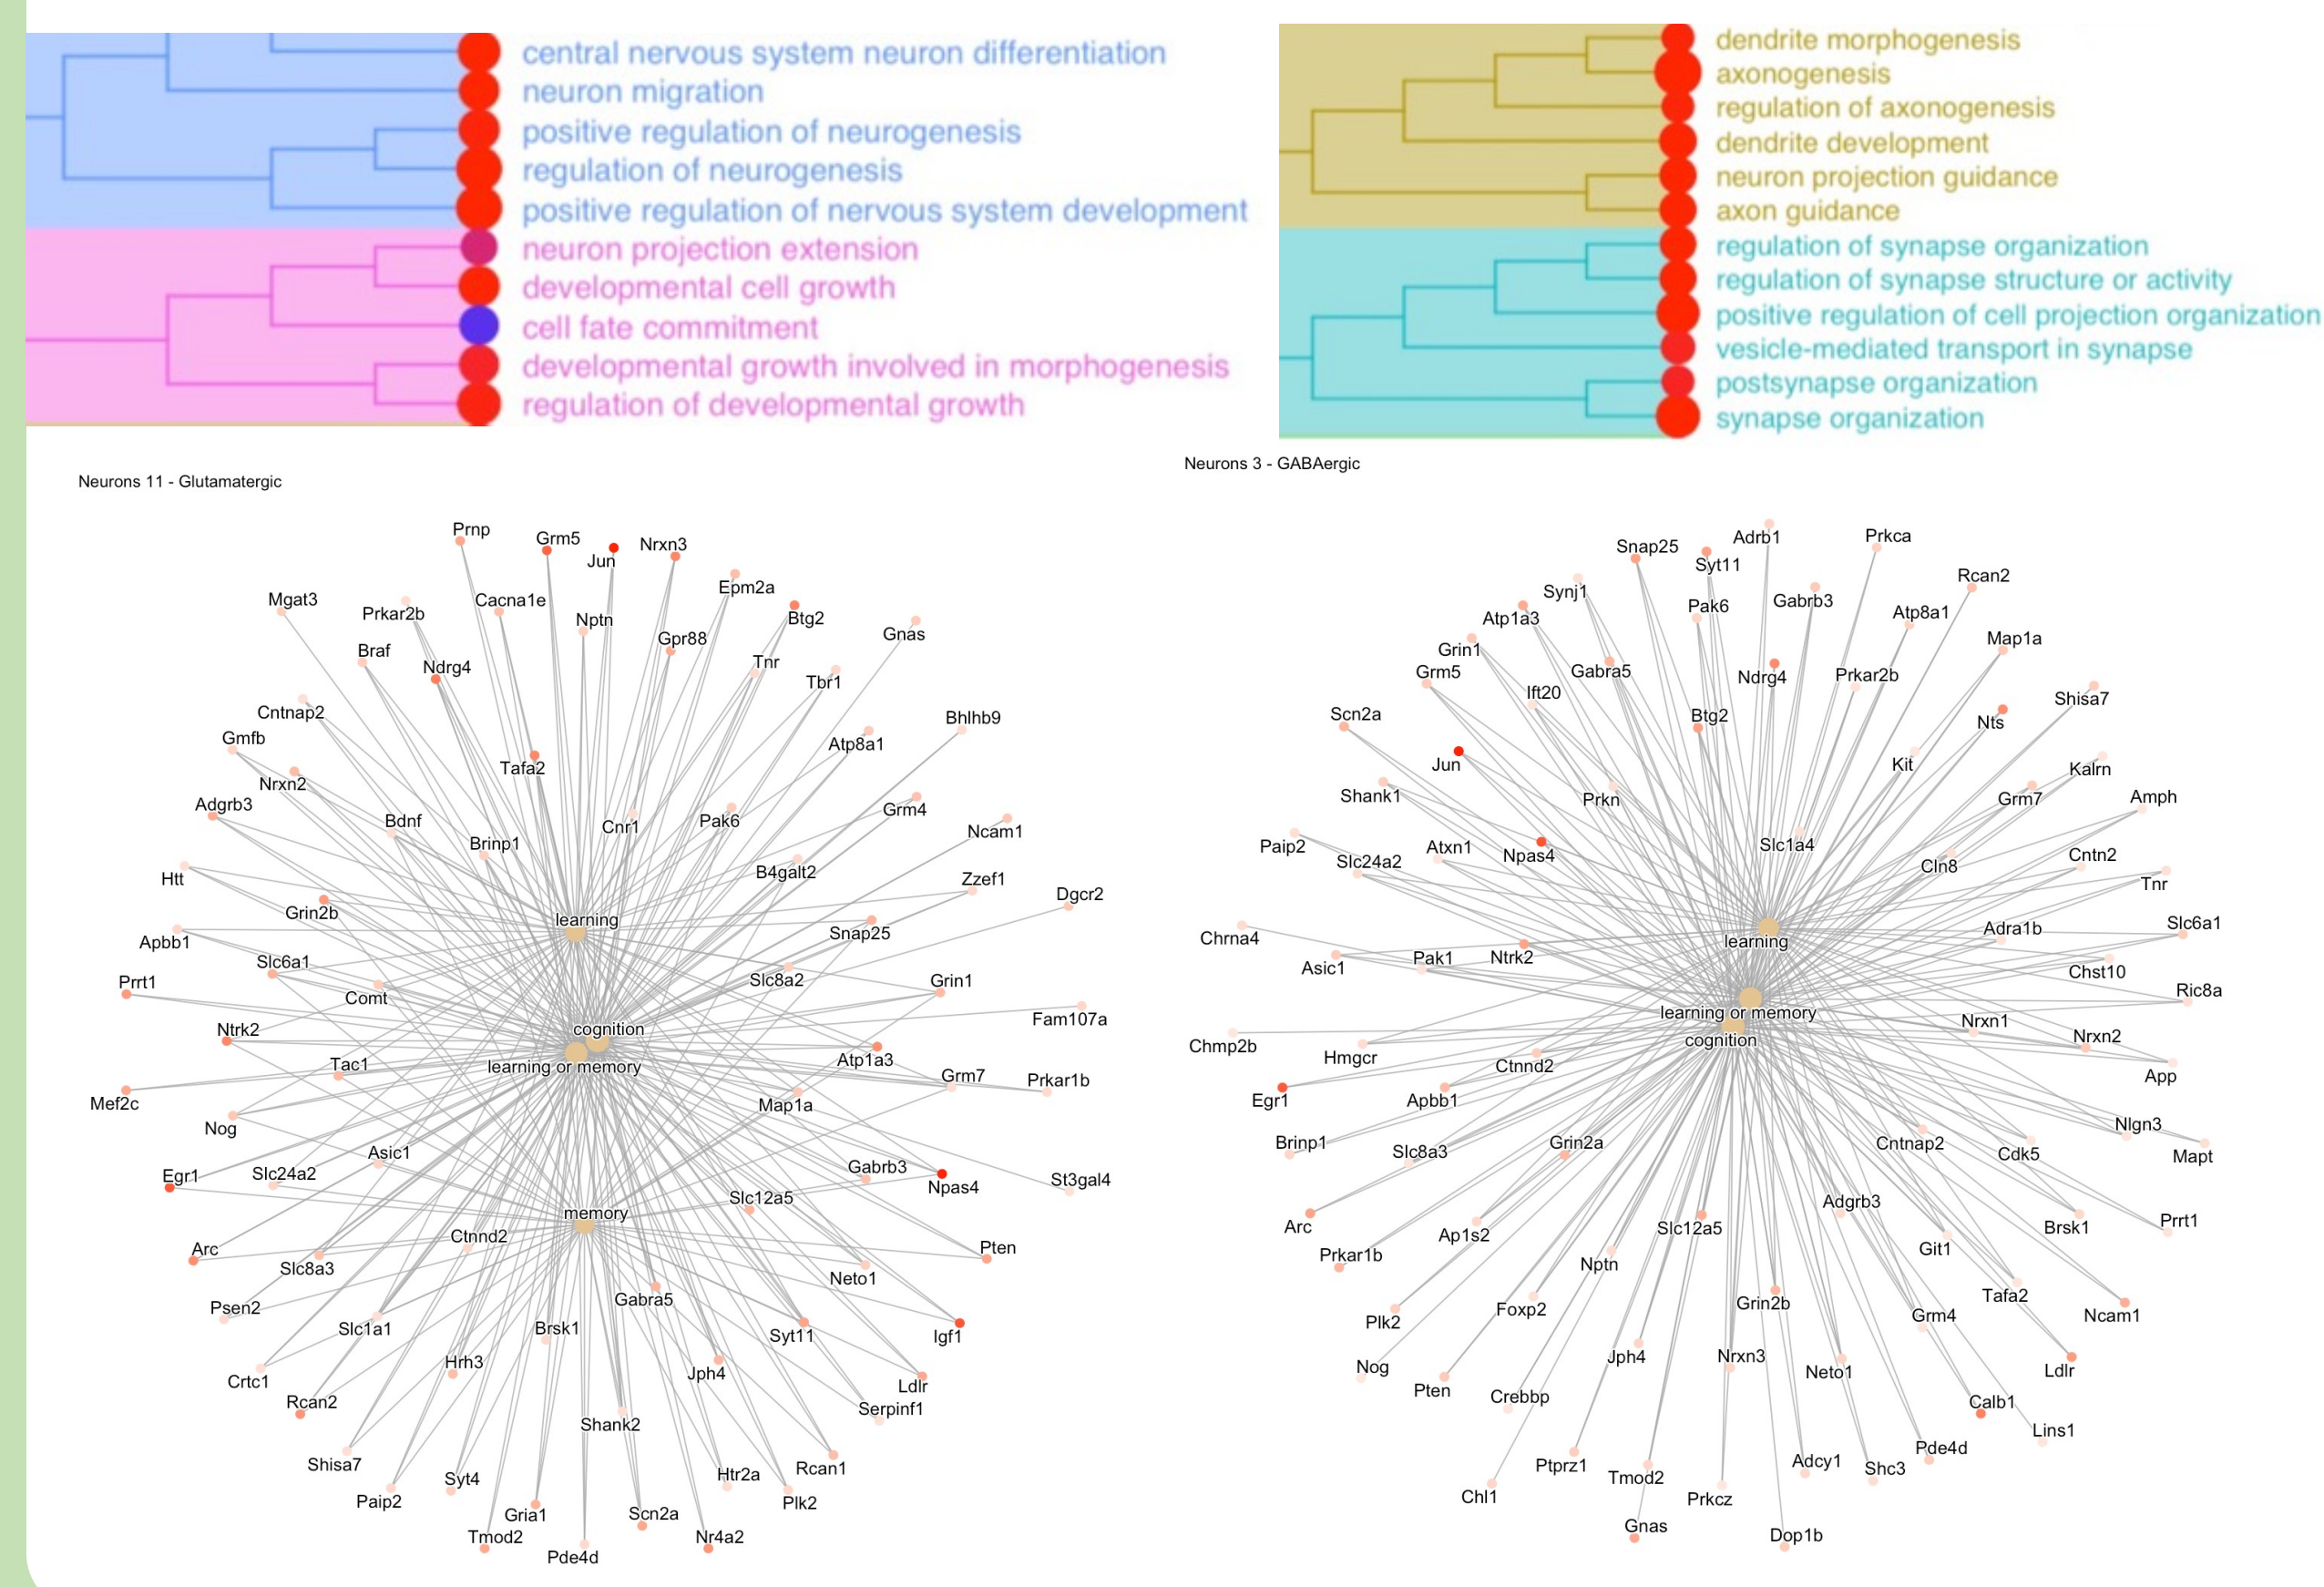 central nervous system neuron differentiation
neuron migration
positive regulation of neurogenesis
regulation of neurogenesis
positive regulation of nervous system development
neuron projection extension
developmental cell growth
cell fate commitment
developmental growth involved in morphogenesis
regulation of developmental growth
dendrite morphogenesis
axonogenesis
regulation of axonogenesis
dendrite development
neuron projection guidance
axon guidance
regulation of synapse organization
regulation of synapse structure or activity
positive regulation of cell projection organization
vesicle-mediated transport in synapse
postsynapse organization
synapse organization
Neurons 11 - Glutamatergic
Prnp
Grm5
Jun
Nrxn3
Epm2a
Mgat3
Prkar2b
Cacna1e
Nptn
Btg2
Gnas
Braf
Ndrg4
Gpr88
Tnr
Tbr1
Cntnap2
Bhlhb9
Gmfb
Atp8a1
Nrxn2
Tafa2
Adgrb3
Bdnf
Cnr1
Pak6
Grm4
Ncam1
Brinp1
Htt
B4galt2
Zzef1
Dgcr2
Grin2b
learning
Snap25
Apbb1
Slc6a1
Prrt1
Comt
Slc8a2
Grin1
Fam107a
Ntrk2
cognition
Tac1
learning or memory
Atp1a3
Grm7
Prkar1b
Mef2c
Map1a
Nog
Asic1
Egr1
Slc24a2
Gabrb3
Npas4
St3gal4
Slc12a5
memory
Arc
Ctnnd2
Pten
Slc8a3
Neto1
Psen2
Gabra5
Slc1a1
Brsk1
Syt11
Igf1
Hrh3
Jph4
Crtc1
Ldlr
Rcan2
Serpinf1
Shank2
Shisa7
Syt4
Htr2a
Rcan1
Paip2
Gria1
Scn2a
Plk2
Tmod2
Nr4a2
Pde4d
Neurons 3 - GABAergic
Adrb1
Prkca
Snap25
Syt11
Rcan2
Synj1
Pak6
Gabrb3
Atp1a3
Atp8a1
Grin1
Map1a
Grm5
Gabra5
Ndrg4
Prkar2b
Ift20
Shisa7
Scn2a
Btg2
Nts
Jun
Kit
Kalrn
Shank1
Prkn
Grm7
Amph
Paip2
Atxn1
Npas4
Slc1a4
Slc24a2
Cln8
Cntn2
Tnr
Chrna4
learning
Adra1b
Slc6a1
Asic1
Pak1
Ntrk2
Chst10
Ric8a
learning or memory
Nrxn1
Chmp2b
Hmgcr
cognition
Nrxn2
Ctnnd2
App
Egr1
Apbb1
Nlgn3
Brinp1
Slc8a3
Grin2a
Cntnap2
Cdk5
Mapt
Adgrb3
Arc
Ap1s2
Slc12a5
Brsk1
Prrt1
Prkar1b
Nptn
Git1
Foxp2
Grin2b
Tafa2
Plk2
Grm4
Ncam1
Nog
Jph4
Nrxn3
Neto1
Ldlr
Pten
Crebbp
Calb1
Lins1
Ptprz1
Tmod2
Adcy1
Shc3
Pde4d
Chl1
Prkcz
Gnas
Dop1b